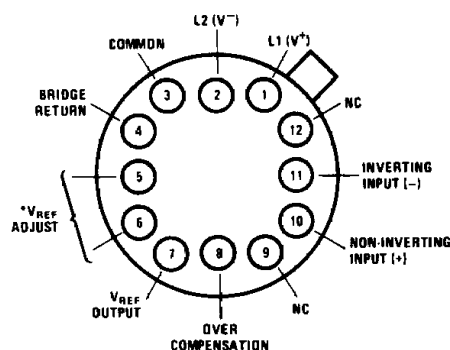 L2 (V⁻)
L1 (V⁺)
COMMON
BRIDGE
RETURN
NC
3
2
1
4
12
5
11
INVERTING
INPUT (−)
*VREF
ADJUST
6
10
NON-INVERTING
INPUT (+)
7
8
9
VREF
OUTPUT
NC
OVER
COMPENSATION